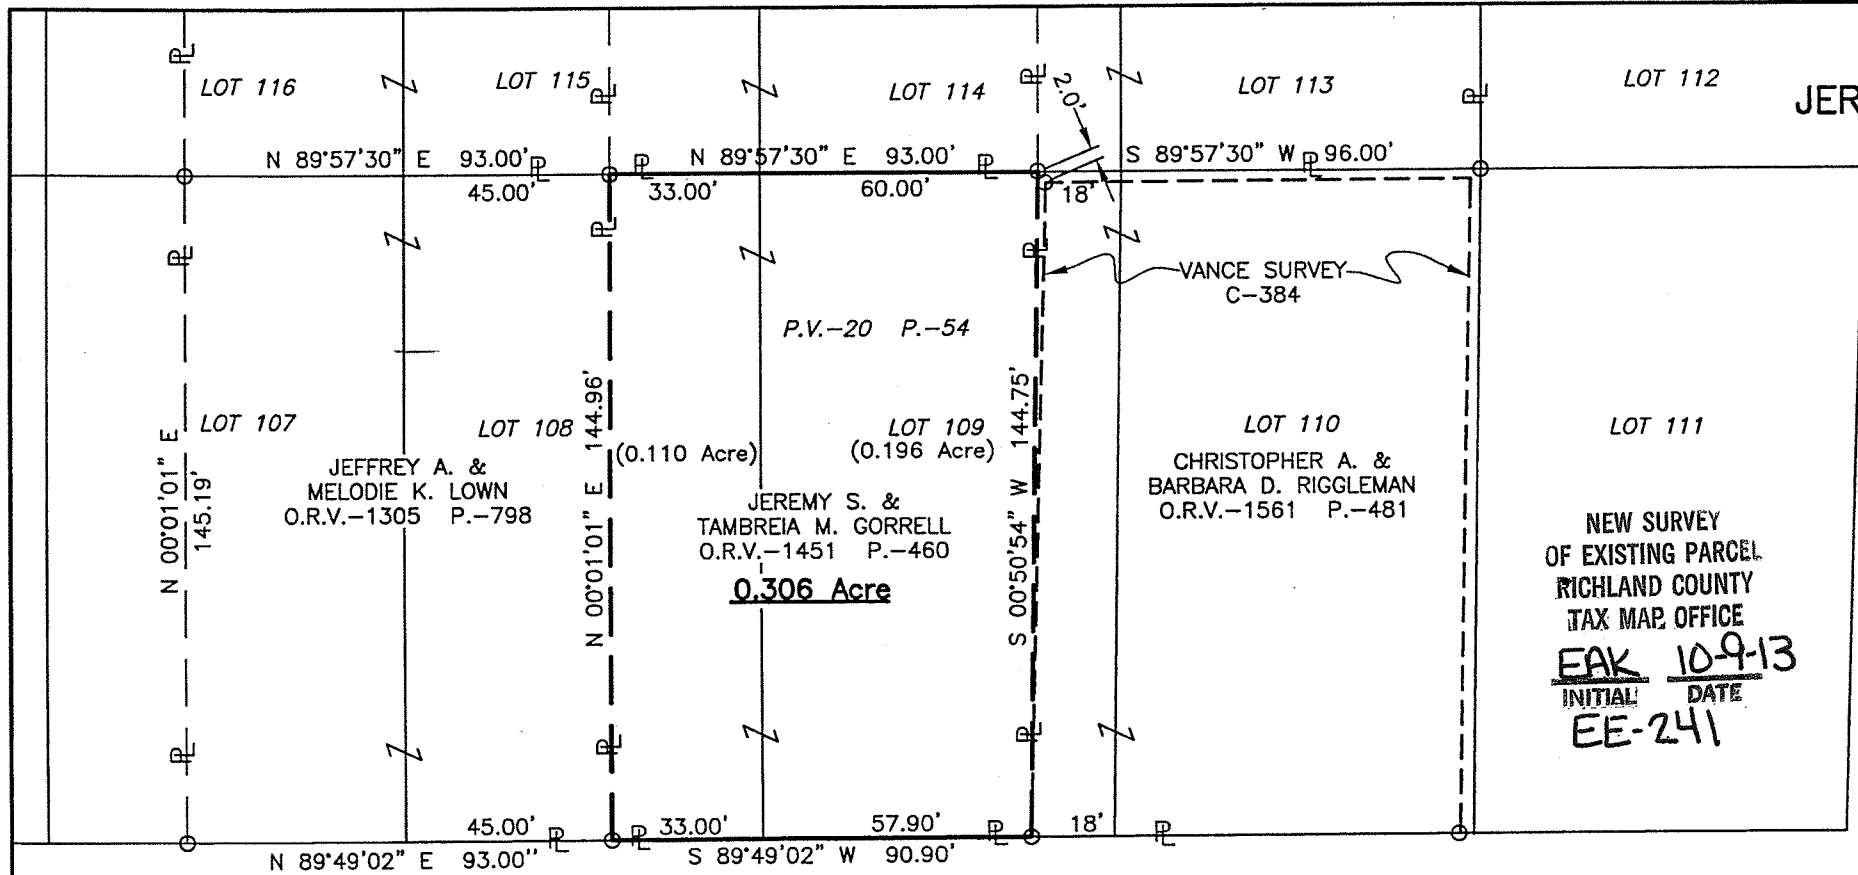 LOT 116
LOT 115
LOT 114
2.0'
LOT 113
LOT 112
JER
N 89°57'30" E 93.00'
N 89°57'30" E 93.00'
S 89°57'30" W 96.00'
45.00'
33.00'
60.00'
18'
VANCE SURVEY
C-384
P.V.-20 P.-54
N 00°01'01" E
145.19'
LOT 107
LOT 108
N 00°01'01" E 144.96'
(0.110 Acre)
LOT 109
(0.196 Acre)
S 00°50'54" W 144.75'
LOT 110
LOT 111
JEFFREY A. &
MELODIE K. LOWN
O.R.V.-1305 P.-798
JEREMY S. &
TAMBREIA M. GORRELL
O.R.V.-1451 P.-460
0.306 Acre
CHRISTOPHER A. &
BARBARA D. RIGGLEMAN
O.R.V.-1561 P.-481
NEW SURVEY
OF EXISTING PARCEL
RICHLAND COUNTY
TAX MAP OFFICE
EAK 10-9-13
INITIAL DATE
EE-241
45.00'
33.00'
57.90'
18'
N 89°49'02" E 93.00"
S 89°49'02" W 90.90'